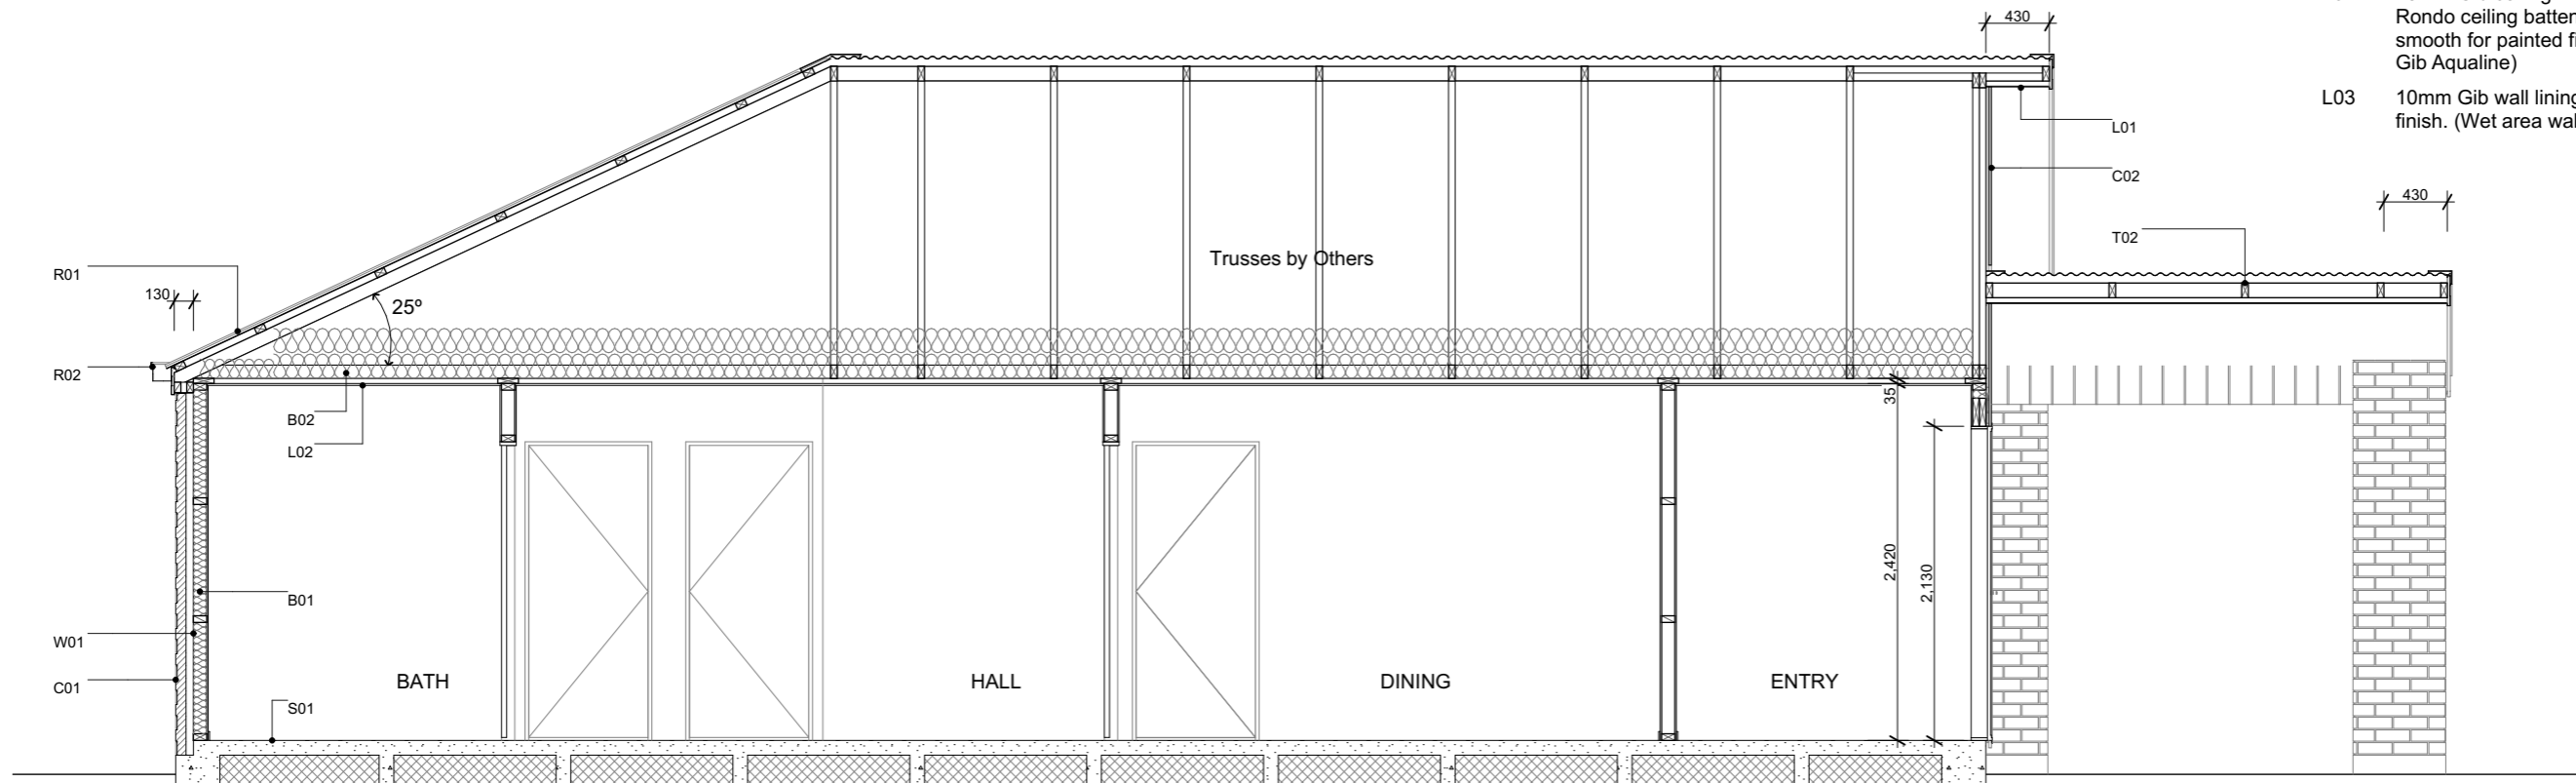 430
Rondo ceiling batten
smooth for painted fi
Gib Aqualine)
L03 10mm Gib wall lining
finish. (Wet area wal
L01
C02
430
T02
Trusses by Others
R01
130
25º
R02
B02
L02
35
2,420
2,130
B01
W01
C01
S01
BATH
HALL
DINING
ENTRY